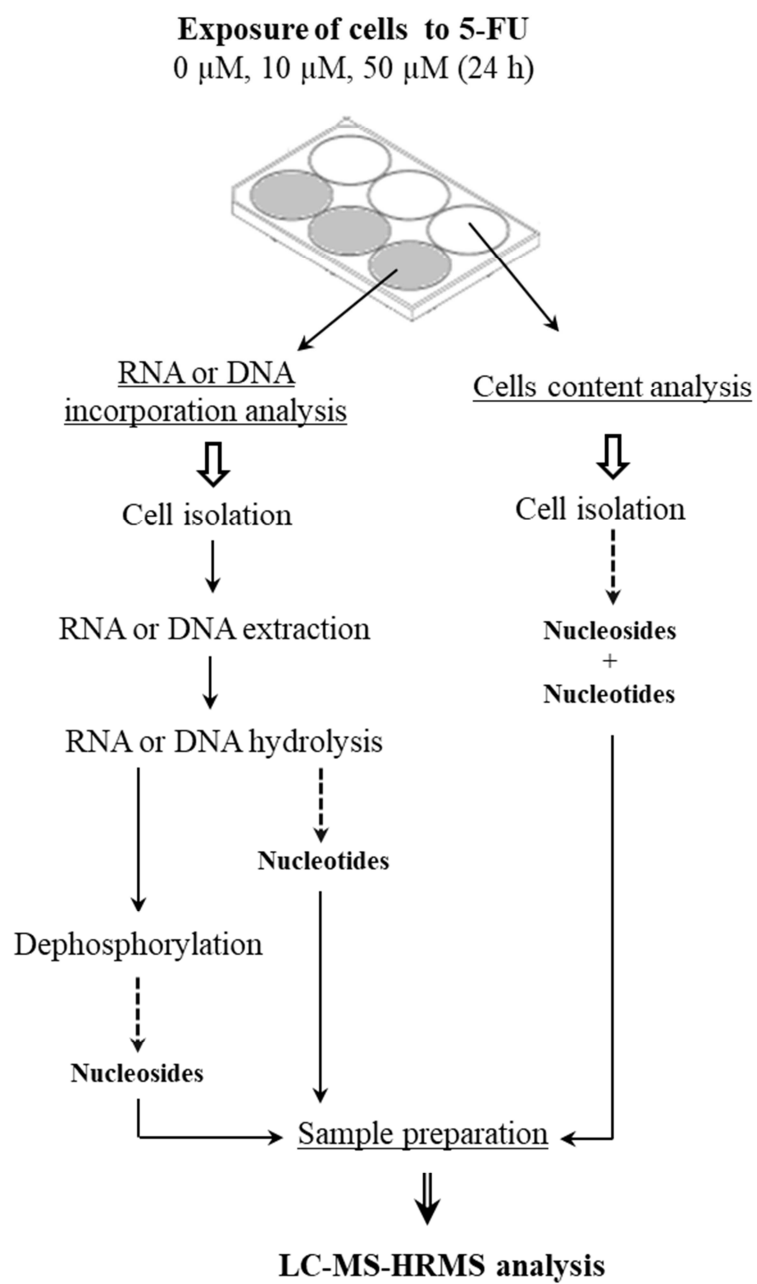 Exposure of cells to 5-FU
0 μM, 10 μM, 50 μM (24 h)
RNA or DNA
incorporation analysis
Cells content analysis
Cell isolation
Cell isolation
RNA or DNA extraction
Nucleosides
+
Nucleotides
RNA or DNA hydrolysis
Nucleotides
Dephosphorylation
Nucleosides
Sample preparation
LC-MS-HRMS analysis